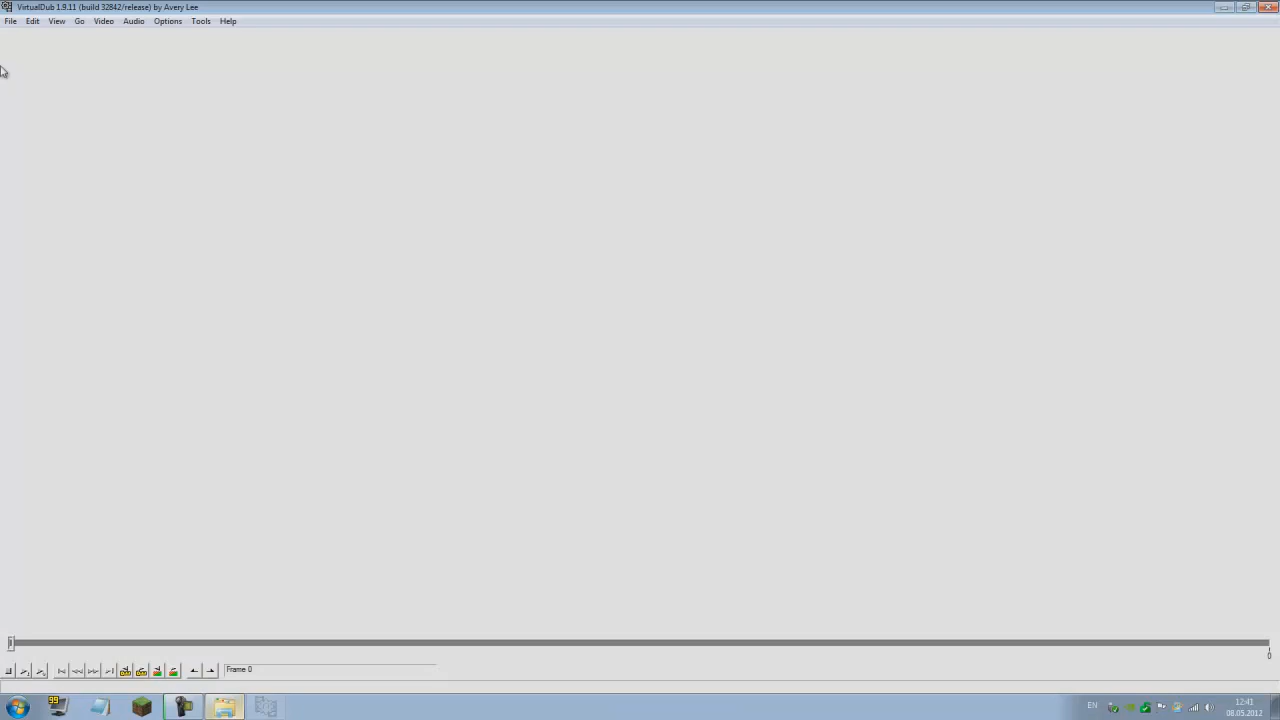 VirtualDub 1.9.11 (build 32842/release) by Avery Lee
File Edit View Go Video Audio Options Tools Help
0
Frame 0
99
EN
12:41
08.05.2012